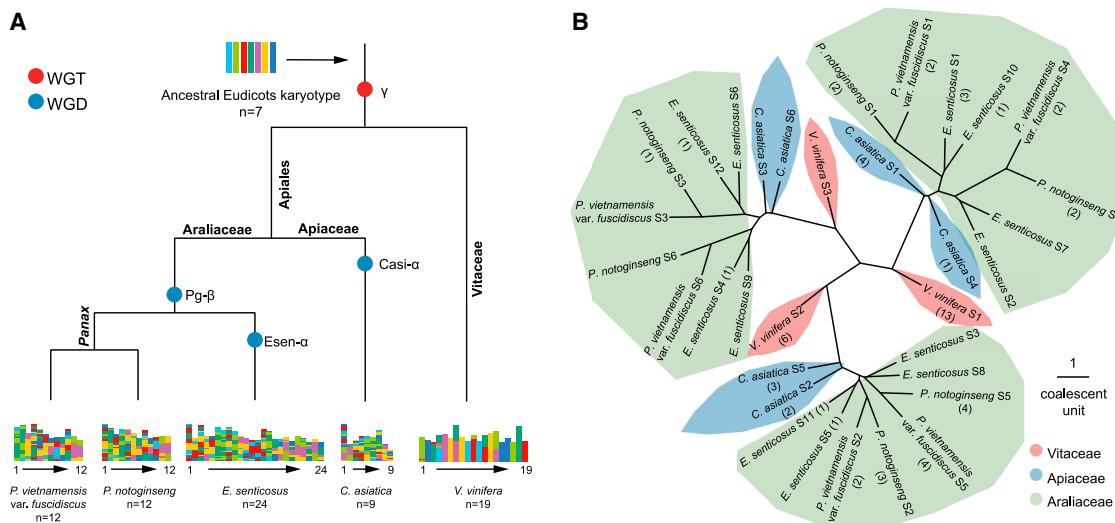 A
WGT
WGD
Ancestral Eudicots karyotype
n=7
γ
Apiales
Araliaceae
Apiaceae
Vitaceae
Casi-α
Pg-β
Panax
Esen-α
1
12
1
12
1
24
1
9
1
19
P. vietnamensis
var. fuscidiscus
n=12
P. notoginseng
n=12
E. senticosus
n=24
C. asiatica
n=9
V. vinifera
n=19
B
P. notoginseng S1
(2)
P. vietnamensis
var. fuscidiscus S1
(2)
E. senticosus S1
(3)
E. senticosus S10
(1)
P. vietnamensis
var. fuscidiscus S4
(2)
P. notoginseng S
(2)
E. senticosus S7
E. senticosus S2
C. asiatica S1
(4)
C. asiatica S4
(1)
V. vinifera S1
(13)
V. vinifera S3
C. asiatica S6
C. asiatica S3
E. senticosus S6
E. senticosus S12
(1)
P. notoginseng S3
(1)
P. vietnamensis
var. fuscidiscus S3
P. notoginseng S6
P. vietnamensis
var. fuscidiscus S6
E. senticosus S4 (1)
E. senticosus S9
V. vinifera S2
(6)
C. asiatica S5
(3)
C. asiatica S2
(2)
E. senticosus S11 (1)
E. senticosus S5 (1)
P. vietnamensis
var. fuscidiscus S2
(2)
P. notoginseng S2
(3)
P. vietnamensis
var. fuscidiscus S5
(4)
P. notoginseng S5
(4)
E. senticosus S8
E. senticosus S3
1
coalescent
unit
Vitaceae
Apiaceae
Araliaceae